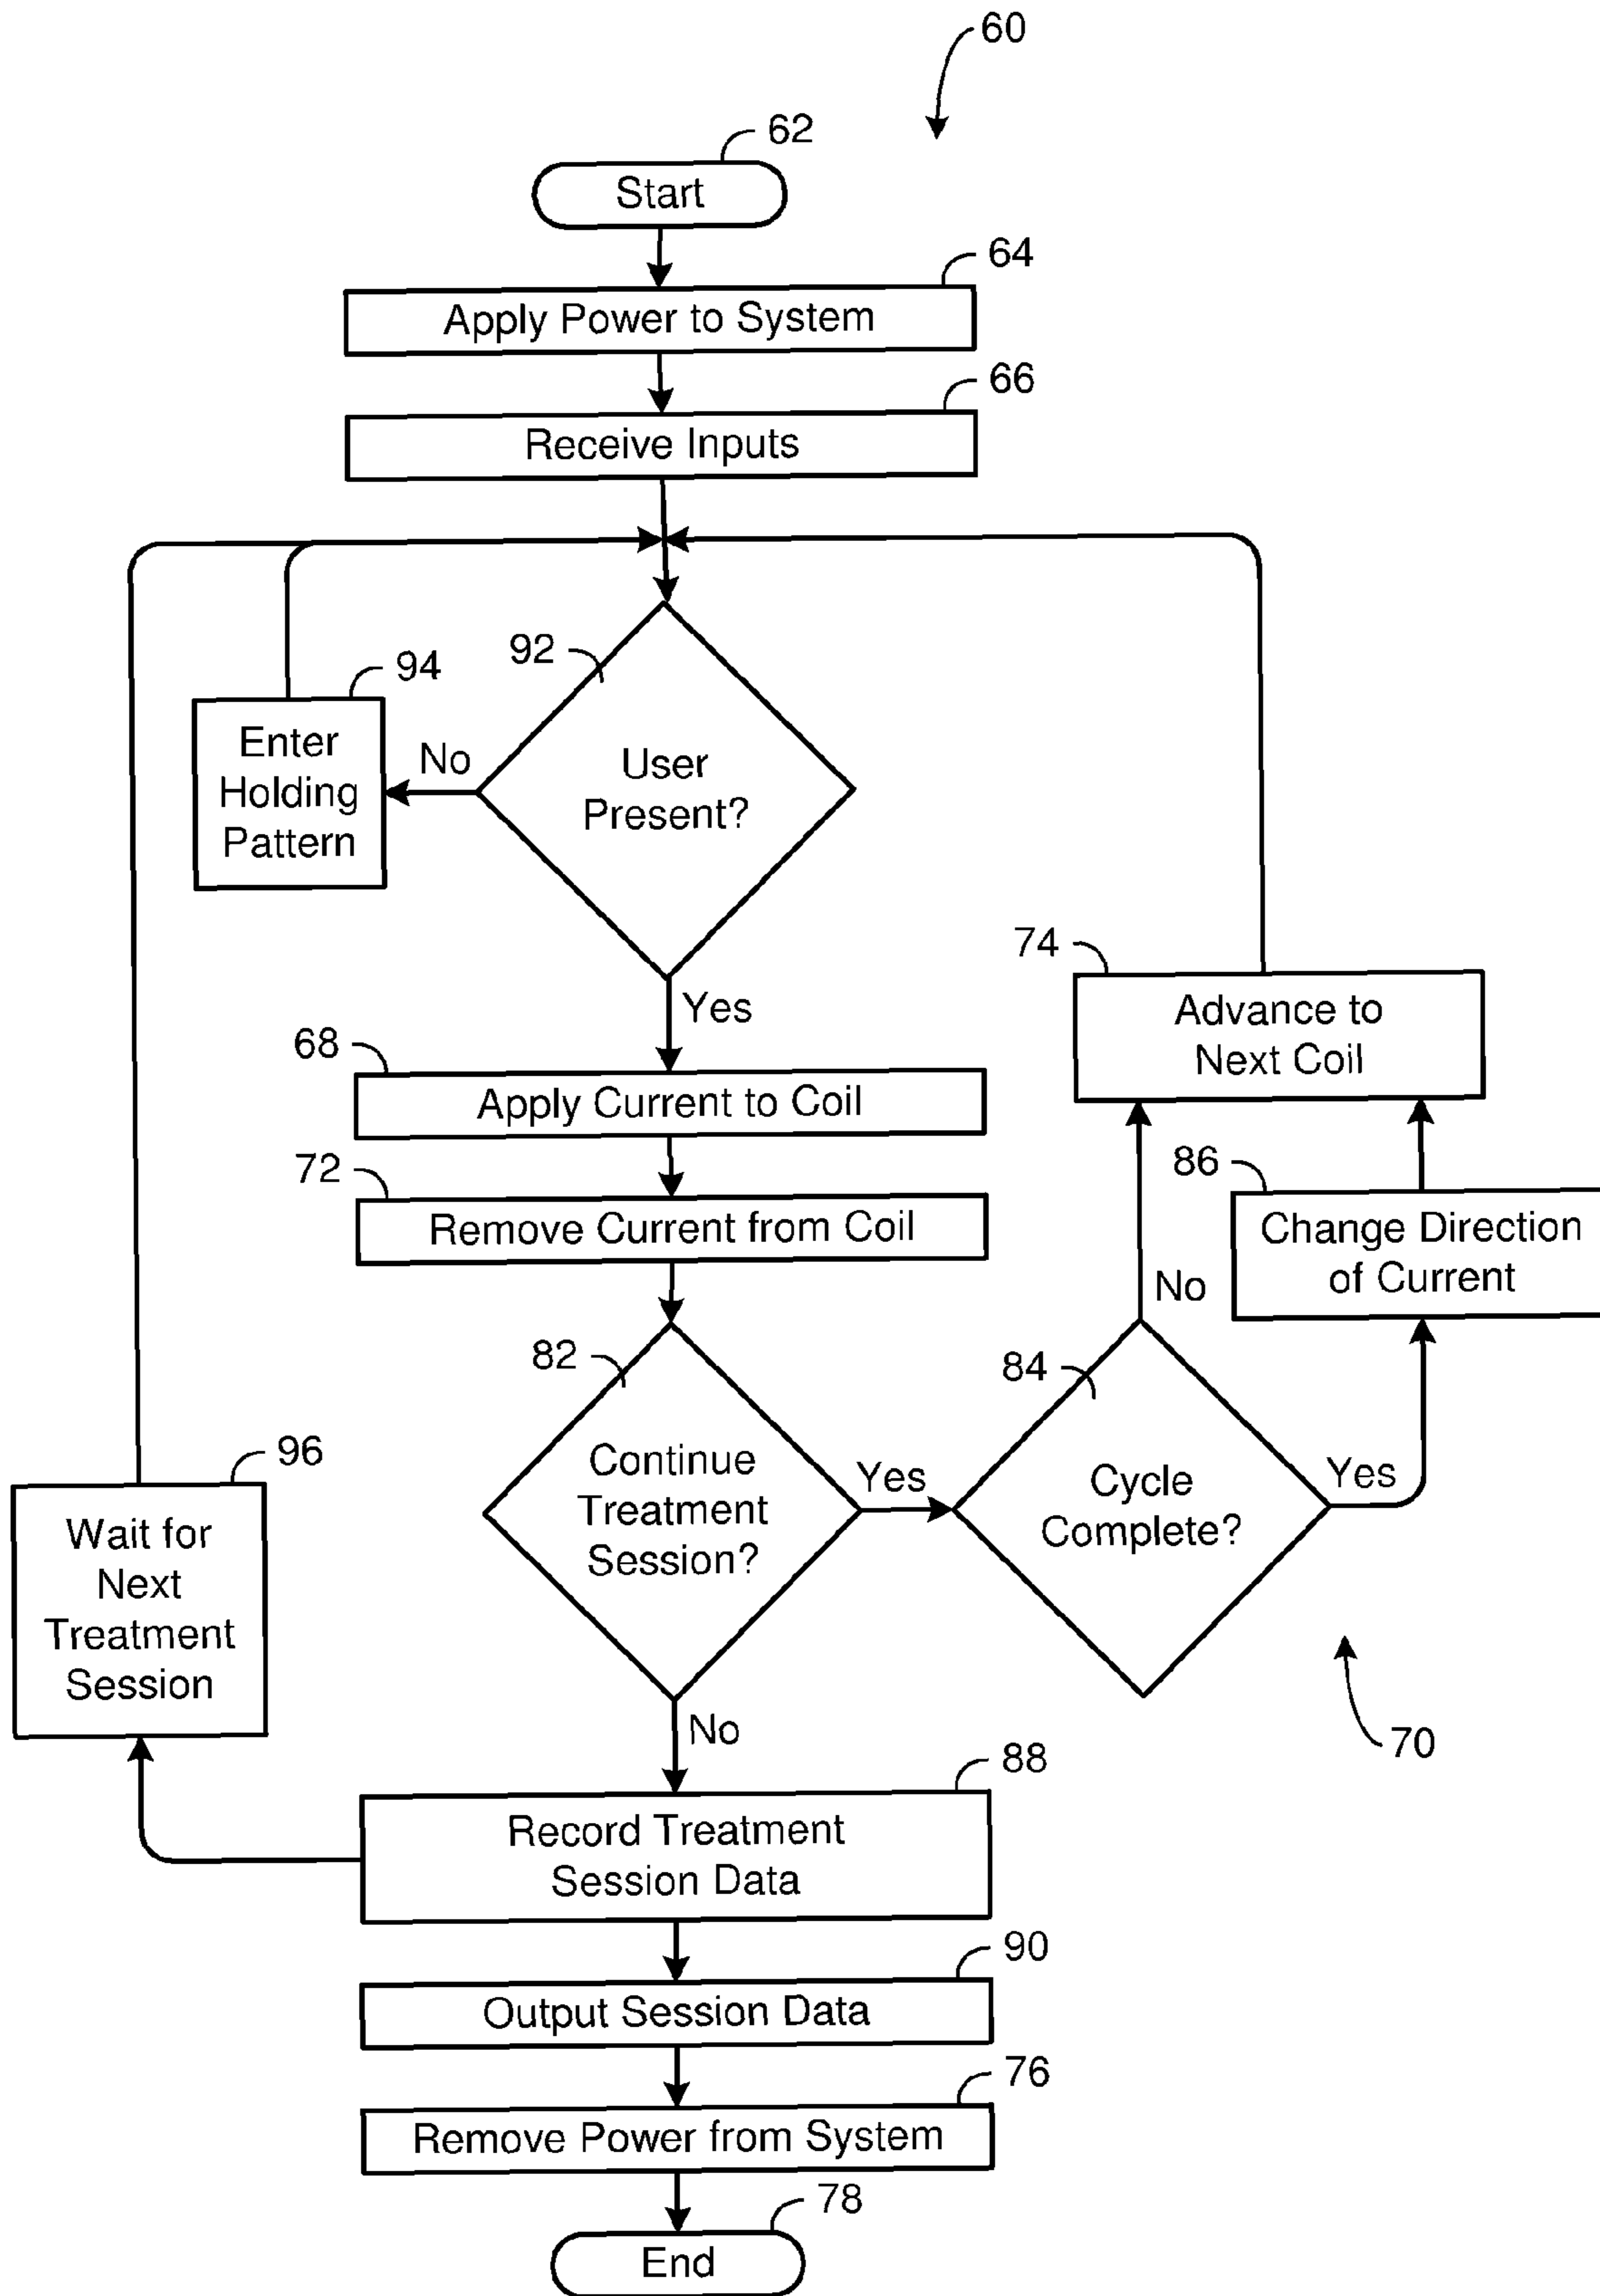 60
62
Start
64
Apply Power to System
66
Receive Inputs
92
94
Enter
Holding
Pattern
No
User
Present?
Yes
74
Advance to
Next Coil
68
Apply Current to Coil
72
Remove Current from Coil
86
Change Direction
of Current
No
82
84
Continue
Treatment
Session?
Yes
Cycle
Complete?
Yes
96
Wait for
Next
Treatment
Session
No
70
88
Record Treatment
Session Data
90
Output Session Data
76
Remove Power from System
78
End